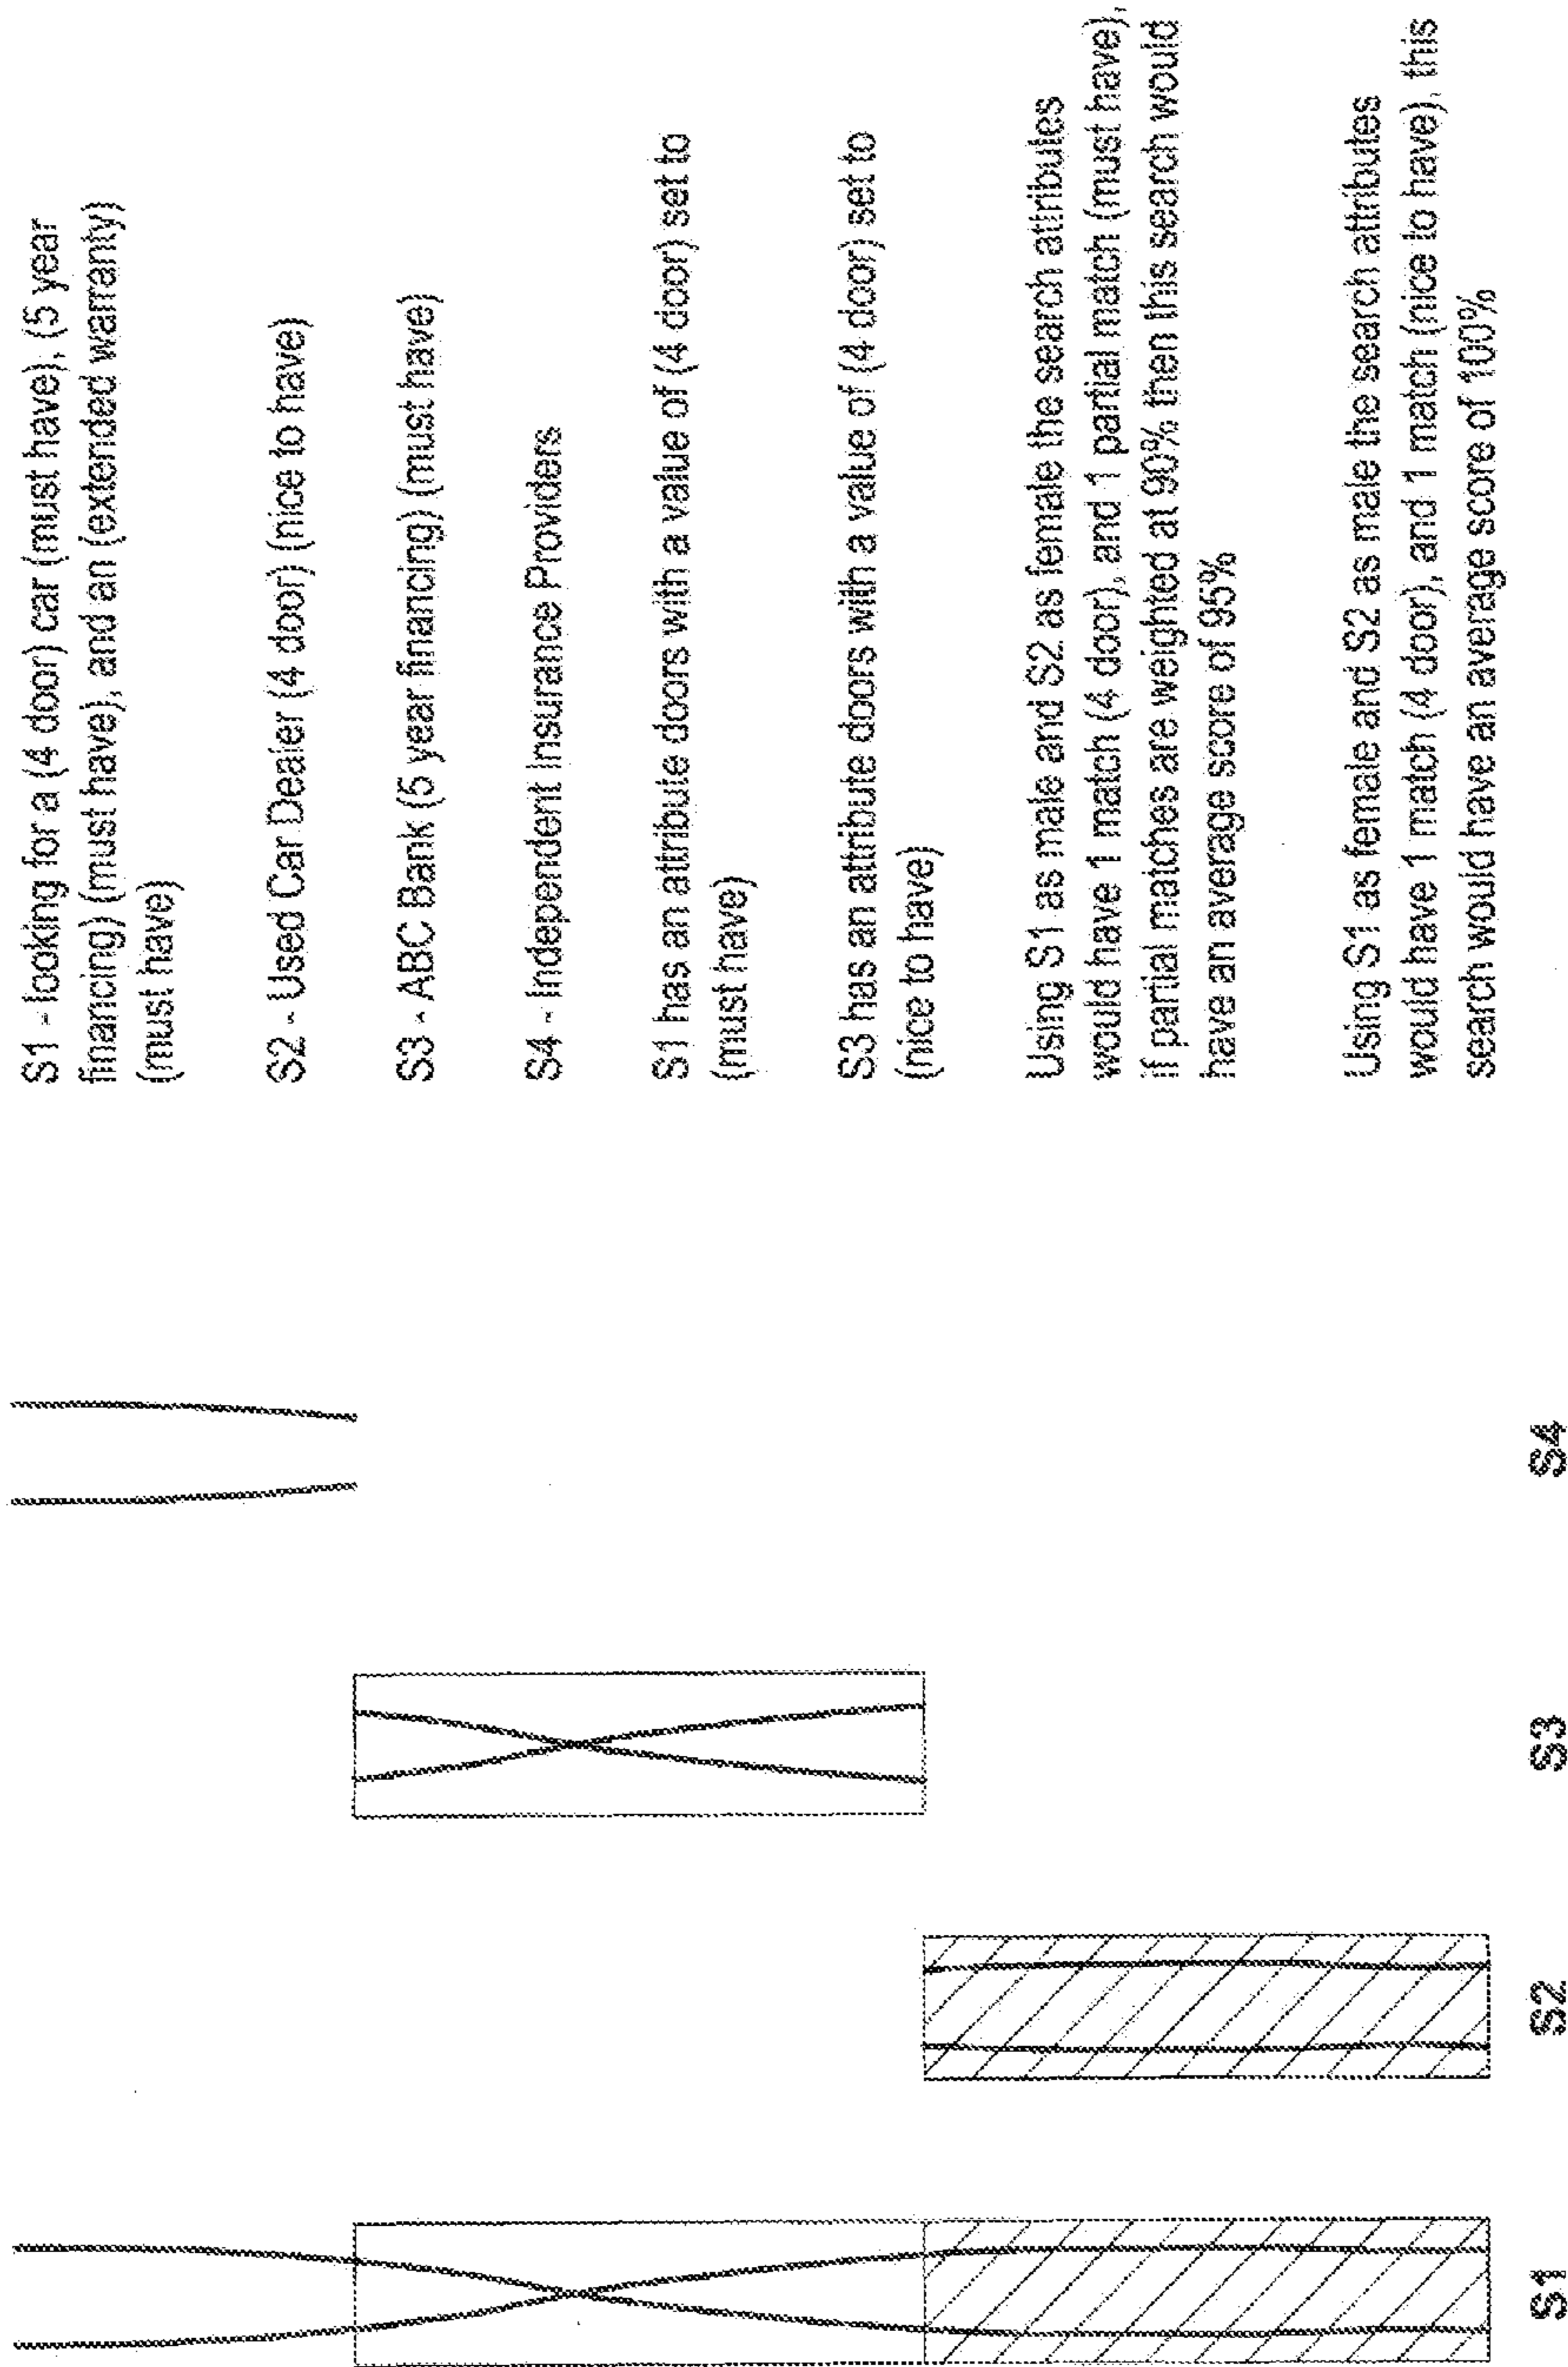 S1 - looking for a (4 door) car (must have), (5 year
financing) (must have), and an (extended warranty)
(must have)
S2 - Used Car Dealer (4 door) (nice to have)
S3 - ABC Bank (5 year financing) (must have)
S4 - Independent Insurance Providers
S1 has an attribute doors with a value of (4 door) set to
(must have)
S3 has an attribute doors with a value of (4 door) set to
(nice to have)
Using S1 as male and S2 as female the search attributes
would have 1 match (4 door), and 1 partial match (must have),
if partial matches are weighted at 90% then this search would
have an average score of 95%
Using S1 as female and S2 as male the search attributes
would have 1 match (4 door), and 1 match (nice to have), this
search would have an average score of 100%
S1
S2
S3
S4